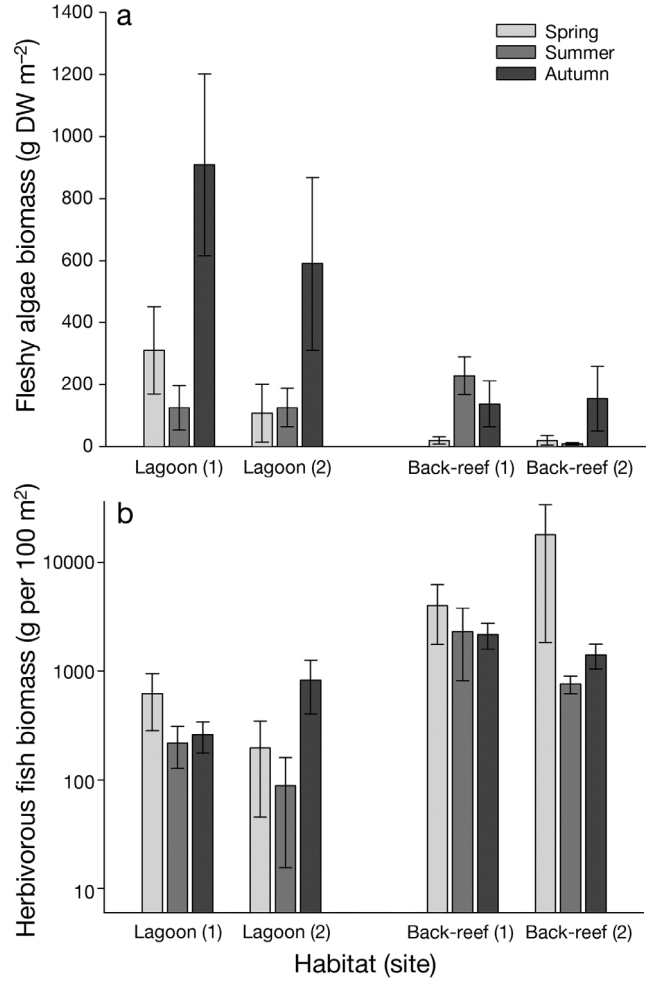 a
Spring
Summer
Autumn
Fleshy algae biomass (g DW m⁻²)
1400
1200
1000
800
600
400
200
0
Lagoon (1) Lagoon (2) Back-reef (1) Back-reef (2)
b
Herbivorous fish biomass (g per 100 m²)
10000
1000
100
10
Lagoon (1) Lagoon (2) Back-reef (1) Back-reef (2)
Habitat (site)